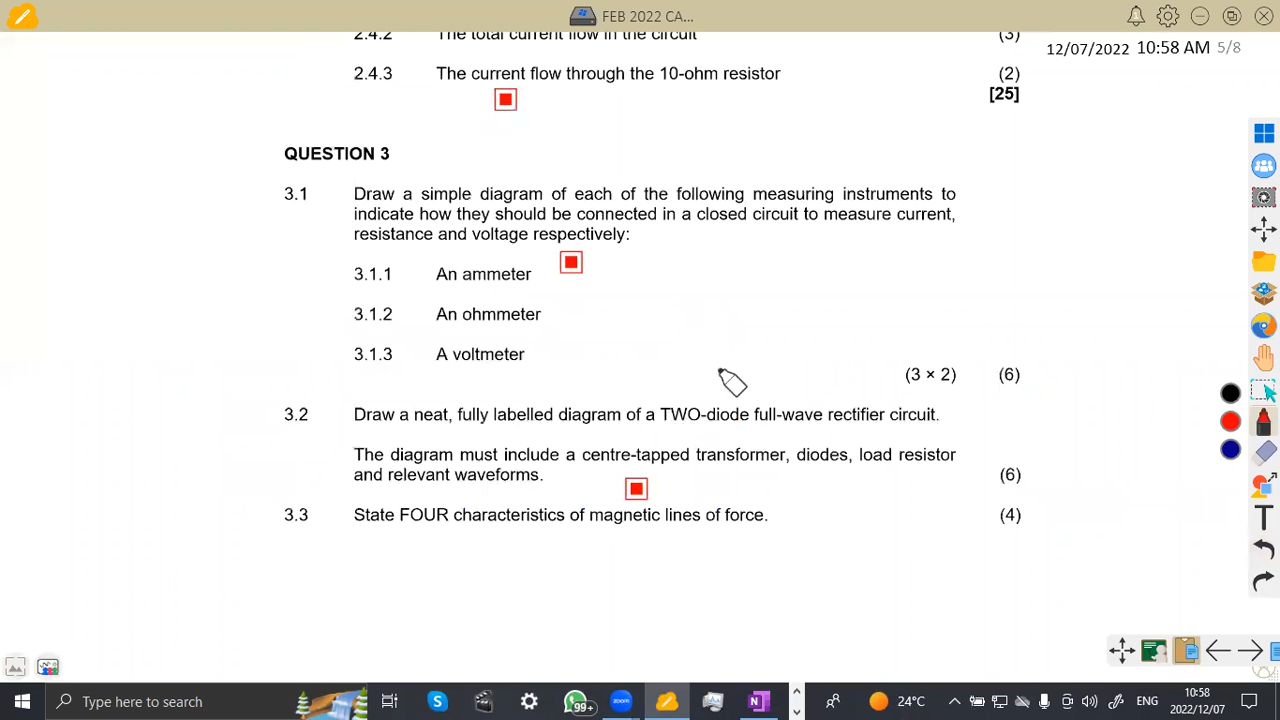 FEB 2022 CA...
12/07/2022 10:58 AM 5/8
2.4.2 The total current flow in the circuit (3)
2.4.3 The current flow through the 10-ohm resistor (2)
[25]
QUESTION 3
3.1 Draw a simple diagram of each of the following measuring instruments to
indicate how they should be connected in a closed circuit to measure current,
resistance and voltage respectively:
3.1.1 An ammeter
3.1.2 An ohmmeter
3.1.3 A voltmeter
(3 × 2) (6)
3.2 Draw a neat, fully labelled diagram of a TWO-diode full-wave rectifier circuit.
The diagram must include a centre-tapped transformer, diodes, load resistor
and relevant waveforms. (6)
3.3 State FOUR characteristics of magnetic lines of force. (4)
Type here to search
99+
zoom
24°C
ENG
10:58
2022/12/07